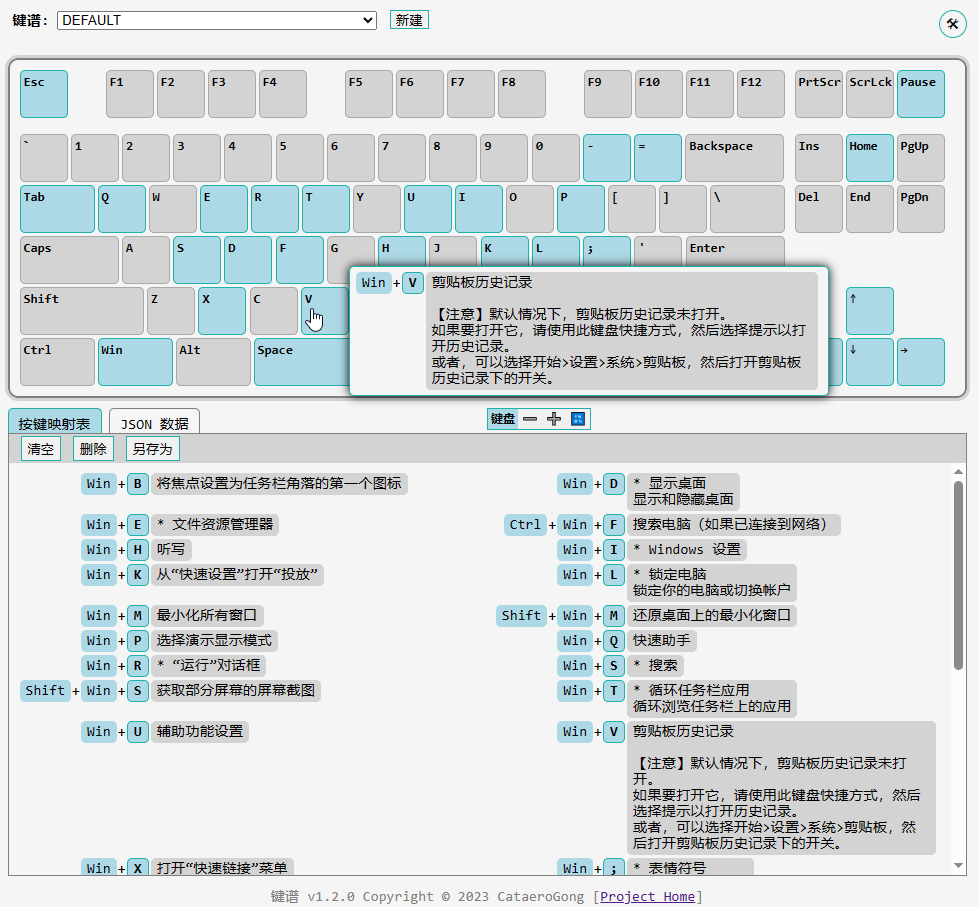 键谱: DEFAULT 新建
Esc F1 F2 F3 F4 F5 F6 F7 F8 F9 F10 F11 F12 PrtScr ScrLck Pause
` 1 2 3 4 5 6 7 8 9 0 - = Backspace Ins Home PgUp
Tab Q W E R T Y U I O P [ ] \ Del End PgDn
Caps A S D F G H J K L ; ' Enter
Shift Z X C V ↑
Ctrl Win Alt Space ↓ →
Win + V 剪贴板历史记录
【注意】默认情况下，剪贴板历史记录未打开。
如果要打开它，请使用此键盘快捷方式，然后选择提示以打
开历史记录。
或者，可以选择开始>设置>系统>剪贴板，然后打开剪贴板
历史记录下的开关。
按键映射表 JSON 数据 键盘
清空 删除 另存为
Win + B 将焦点设置为任务栏角落的第一个图标
Win + D * 显示桌面
显示和隐藏桌面
Win + E * 文件资源管理器
Ctrl + Win + F 搜索电脑（如果已连接到网络）
Win + H 听写
Win + I * Windows 设置
Win + K 从“快速设置”打开“投放”
Win + L * 锁定电脑
锁定你的电脑或切换帐户
Win + M 最小化所有窗口
Shift + Win + M 还原桌面上的最小化窗口
Win + P 选择演示显示模式
Win + Q 快速助手
Win + R * “运行”对话框
Win + S * 搜索
Shift + Win + S 获取部分屏幕的屏幕截图
Win + T * 循环任务栏应用
循环浏览任务栏上的应用
Win + U 辅助功能设置
Win + V 剪贴板历史记录
【注意】默认情况下，剪贴板历史记录未打
开。
如果要打开它，请使用此键盘快捷方式，然后
选择提示以打开历史记录。
或者，可以选择开始>设置>系统>剪贴板，然
后打开剪贴板历史记录下的开关。
Win + X 打开“快速链接”菜单
Win + ; * 表情符号
键谱 v1.2.0 Copyright © 2023 CataeroGong [Project Home]